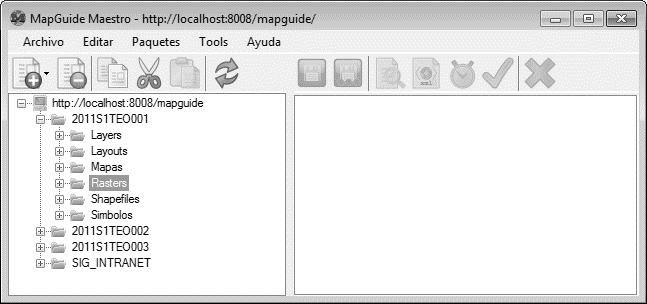 MapGuide Maestro - http://localhost:8008/mapguide/
Archivo Editar Paquetes Tools Ayuda
http://localhost:8008/mapguide
2011S1TEO001
Layers
Layouts
Mapas
Rasters
Shapefiles
Simbolos
2011S1TEO002
2011S1TEO003
SIG_INTRANET
xml